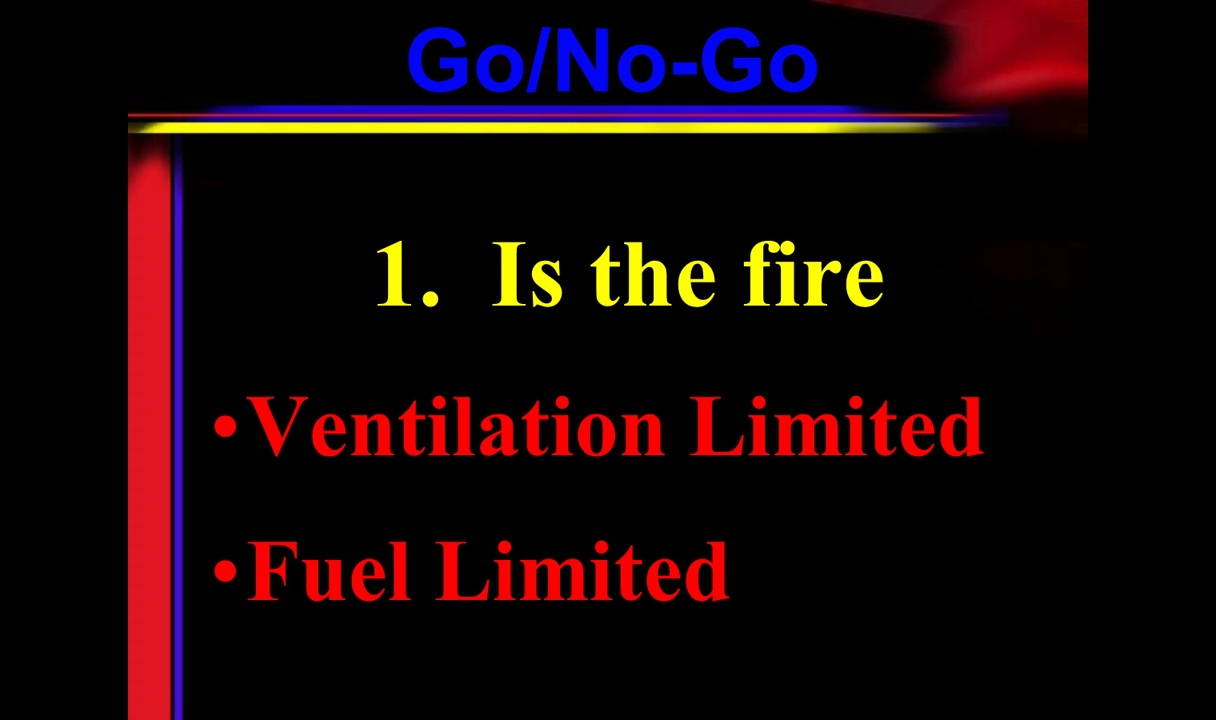 Go/No-Go
1. Is the fire
•Ventilation Limited
•Fuel Limited